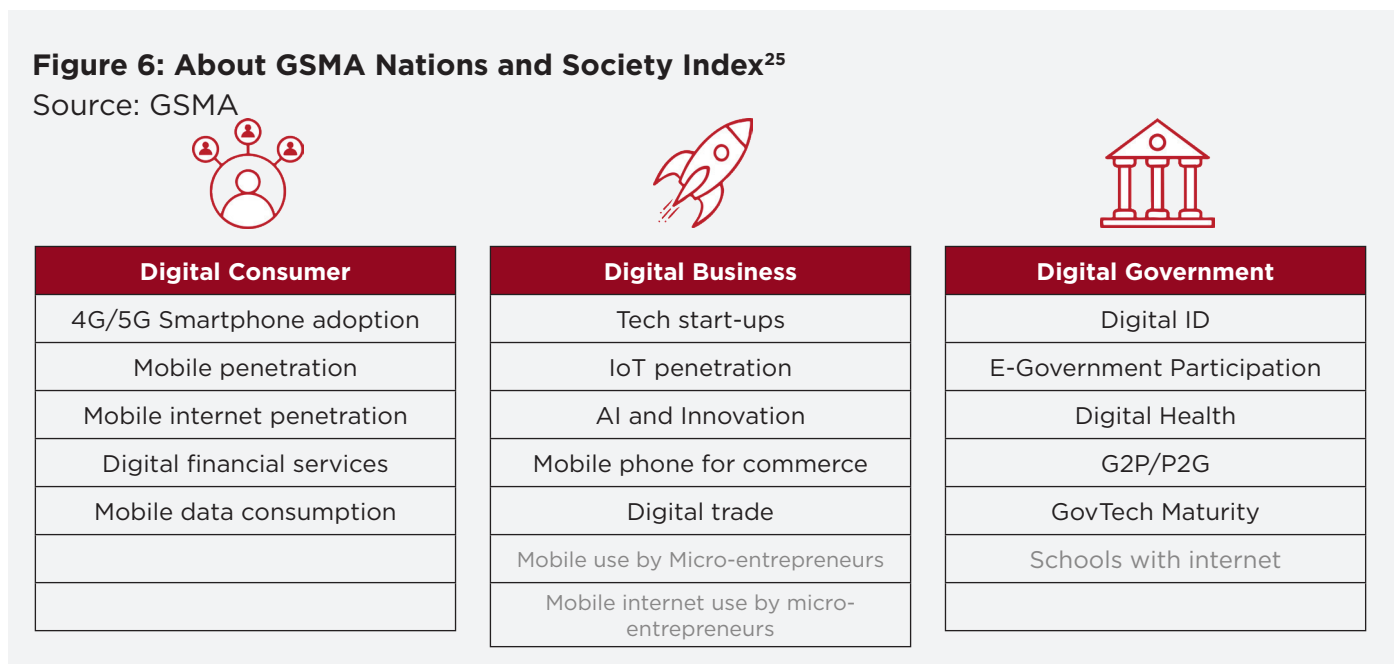 Figure 6: About GSMA Nations and Society Index25
Source: GSMA
Digital Consumer
4G/5G Smartphone adoption
Mobile penetration
Mobile internet penetration
Digital financial services
Mobile data consumption
Digital Business
Tech start-ups
IoT penetration
AI and Innovation
Mobile phone for commerce
Digital trade
Mobile use by Micro-entrepreneurs
Mobile internet use by micro-
entrepreneurs
Digital Government
Digital ID
E-Government Participation
Digital Health
G2P/P2G
GovTech Maturity
Schools with internet